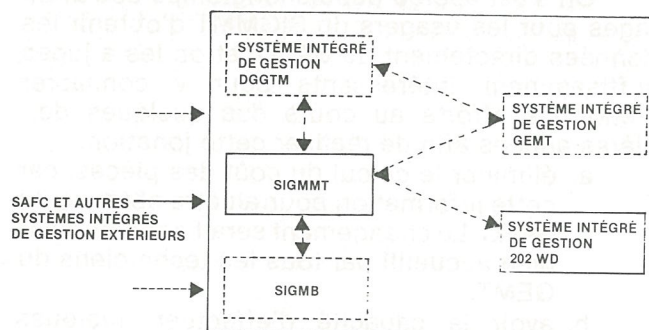 SYSTÈME INTÉGRÉ
DE GESTION
DGGTM
SYSTÈME INTÉGRÉ
DE GESTION
GEMT
SIGMMT
SAFC ET AUTRES
SYSTÈMES INTÉGRÉS
DE GESTION EXTÉRIEURS
SYSTÈME INTÉGRÉ
DE GESTION
202 WD
SIGMB